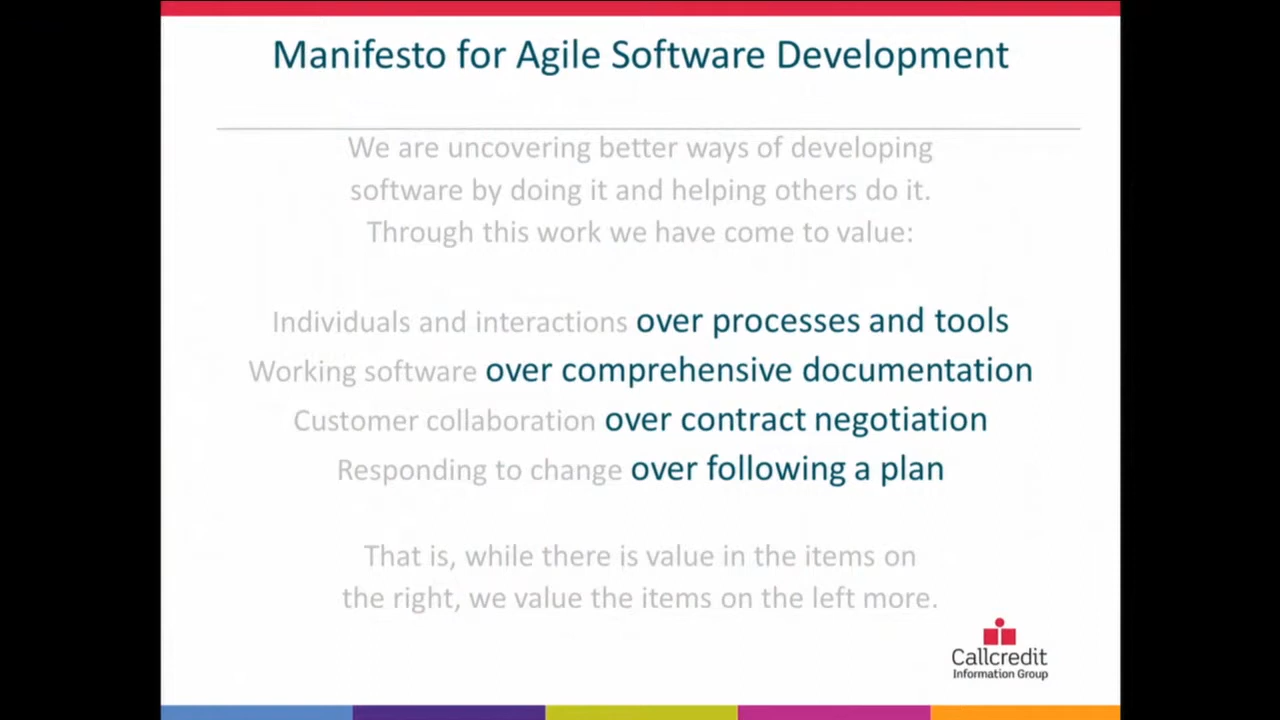 Manifesto for Agile Software Development
We are uncovering better ways of developing
software by doing it and helping others do it.
Through this work we have come to value:
Individuals and interactions over processes and tools
Working software over comprehensive documentation
Customer collaboration over contract negotiation
Responding to change over following a plan
That is, while there is value in the items on
the right, we value the items on the left more.
Callcredit
Information Group